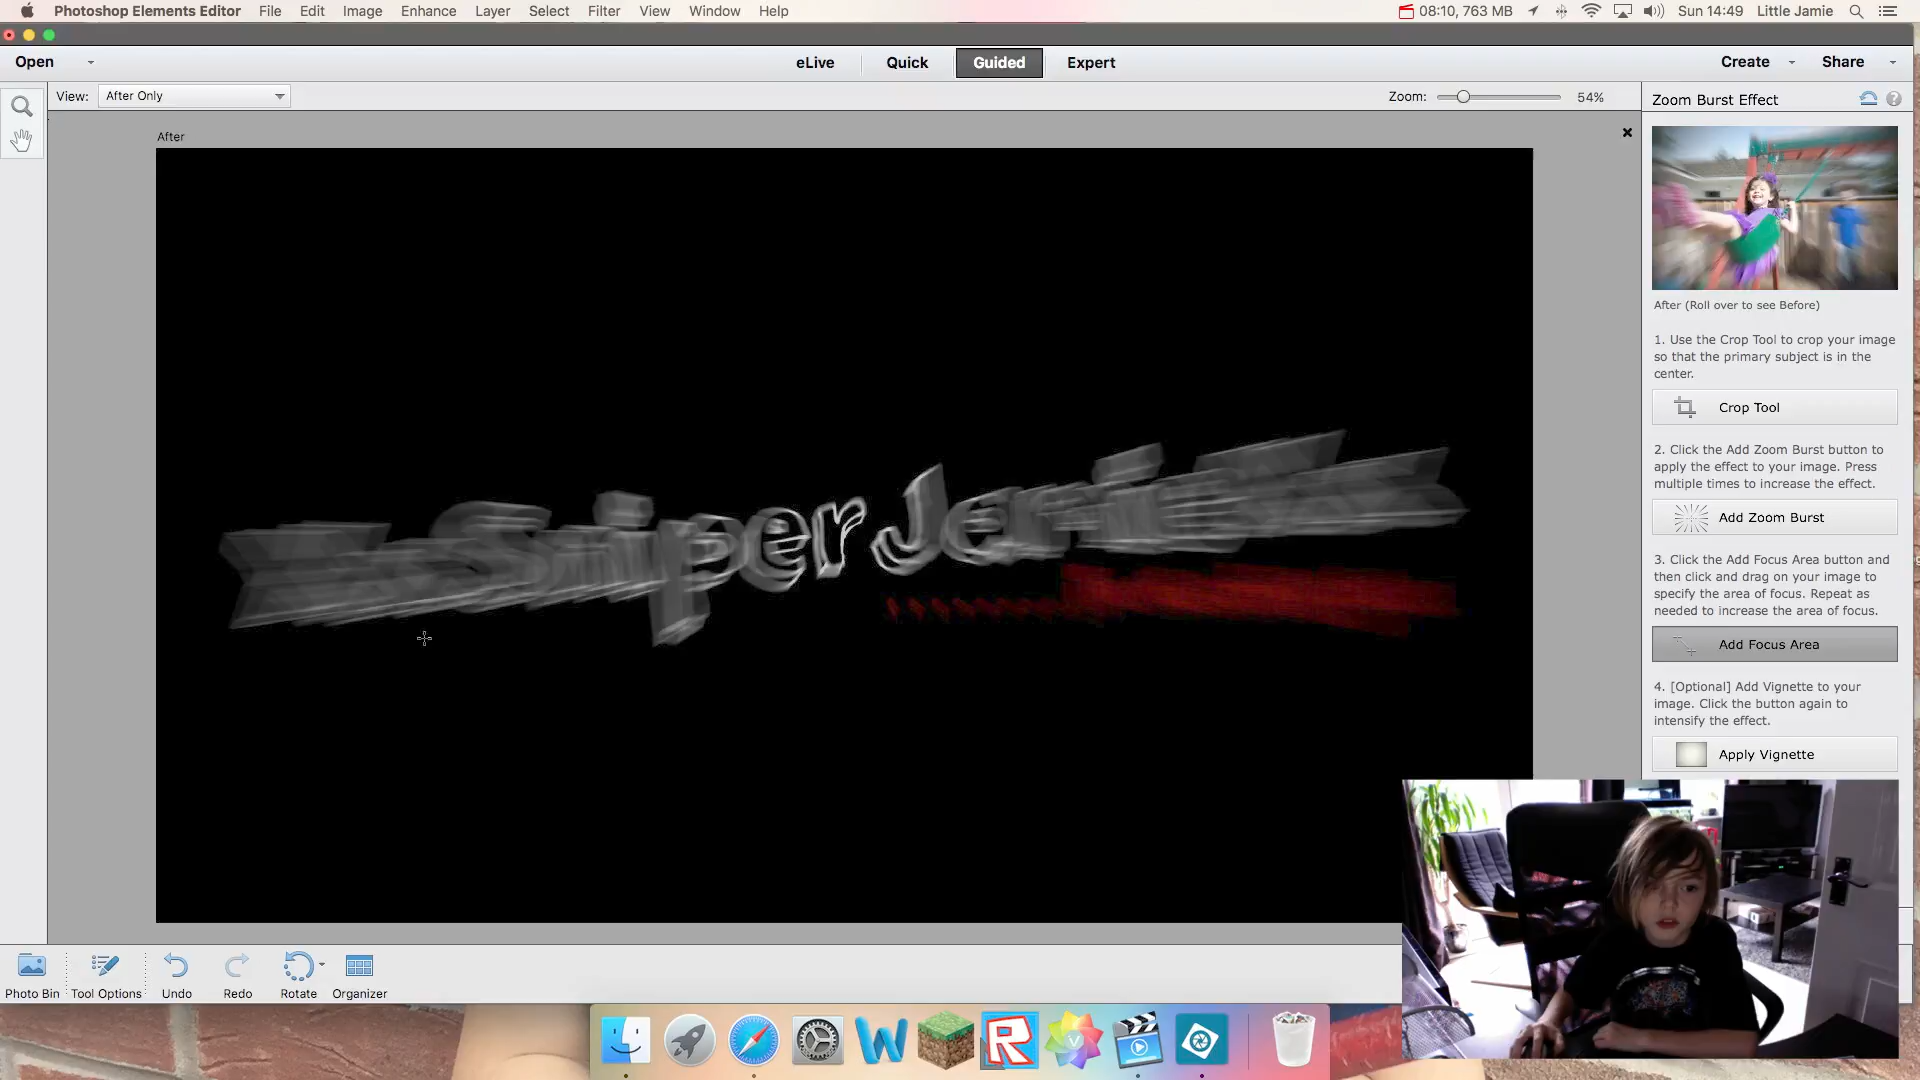 Photoshop Elements Editor File Edit Image Enhance Layer Select Filter View Window Help 08:10, 763 MB Sun 14:49 Little Jamie
Open eLive Quick Guided Expert Create Share
View: After Only Zoom: 54% Zoom Burst Effect
After
After (Roll over to see Before)
1. Use the Crop Tool to crop your image
so that the primary subject is in the
center.
Crop Tool
2. Click the Add Zoom Burst button to
apply the effect to your image. Press
multiple times to increase the effect.
Add Zoom Burst
3. Click the Add Focus Area button and
then click and drag on your image to
specify the area of focus. Repeat as
needed to increase the area of focus.
Add Focus Area
4. [Optional] Add Vignette to your
image. Click the button again to
intensify the effect.
Apply Vignette
Sniper Jemie
Photo Bin Tool Options Undo Redo Rotate Organizer